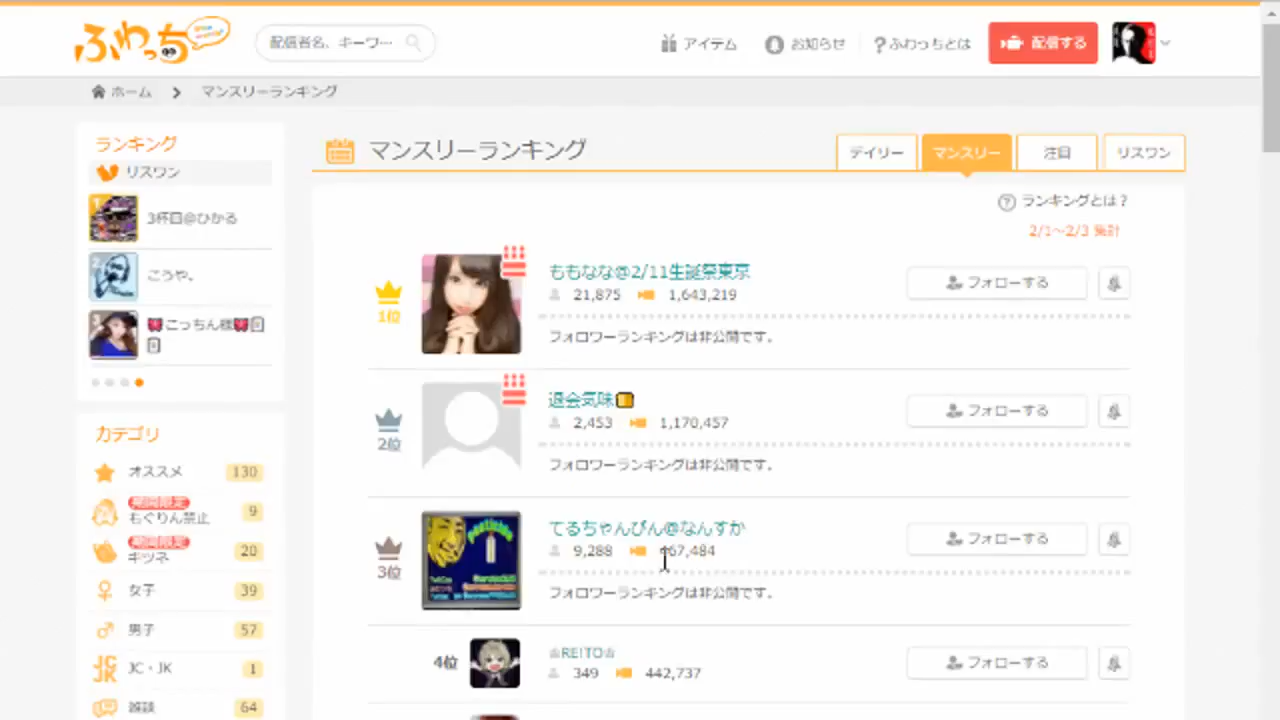 ふわっち
配信者名、キーワ…
アイテム
お知らせ
?ふわっちとは
配信する
ホーム > マンスリーランキング
ランキング
リスワン
1
3杯目@ひかる
2
こうや。
3
こっちん様
カテゴリ
オススメ 130
期間限定
もぐりん禁止 9
期間限定
キツネ 20
女子 39
男子 57
JC JK
JC・JK 1
雑談 64
マンスリーランキング
デイリー
マンスリー
注目
リスワン
ランキングとは?
2/1~2/3 集計
1位
ももなな@2/11生誕祭東京
21,875 1,643,219
フォローする
フォロワーランキングは非公開です。
2位
退会気味
2,453 1,170,457
フォローする
フォロワーランキングは非公開です。
3位
てるちゃんぴん@なんすか
9,288 67,484
フォローする
フォロワーランキングは非公開です。
4位
REITO
349 442,737
フォローする